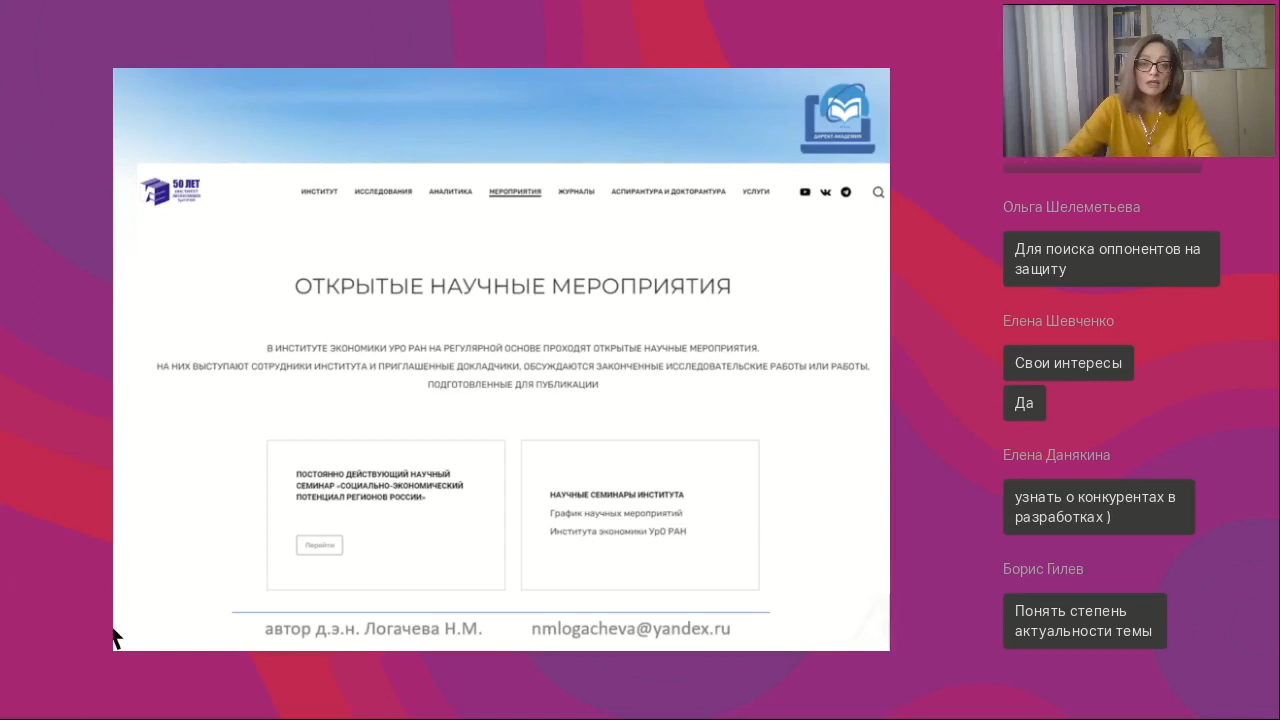 ДИРЕКТ-АКАДЕМИЯ
50 ЛЕТ
ИНСТИТУТ
ЭКОНОМИКИ
ИНСТИТУТ ИССЛЕДОВАНИЯ АНАЛИТИКА МЕРОПРИЯТИЯ ЖУРНАЛЫ АСПИРАНТУРА И ДОКТОРАНТУРА УСЛУГИ
ОТКРЫТЫЕ НАУЧНЫЕ МЕРОПРИЯТИЯ
В ИНСТИТУТЕ ЭКОНОМИКИ УРО РАН НА РЕГУЛЯРНОЙ ОСНОВЕ ПРОХОДЯТ ОТКРЫТЫЕ НАУЧНЫЕ МЕРОПРИЯТИЯ.
НА НИХ ВЫСТУПАЮТ СОТРУДНИКИ ИНСТИТУТА И ПРИГЛАШЕННЫЕ ДОКЛАДЧИКИ, ОБСУЖДАЮТСЯ ЗАКОНЧЕННЫЕ ИССЛЕДОВАТЕЛЬСКИЕ РАБОТЫ ИЛИ РАБОТЫ,
ПОДГОТОВЛЕННЫЕ ДЛЯ ПУБЛИКАЦИИ
ПОСТОЯННО ДЕЙСТВУЮЩИЙ НАУЧНЫЙ
СЕМИНАР «СОЦИАЛЬНО-ЭКОНОМИЧЕСКИЙ
ПОТЕНЦИАЛ РЕГИОНОВ РОССИИ»
Перейти
НАУЧНЫЕ СЕМИНАРЫ ИНСТИТУТА
График научных мероприятий
Института экономики УрО РАН
автор д.э.н. Логачева Н.М. nmlogacheva@yandex.ru
Ольга Шелеметьева
Для поиска оппонентов на
защиту
Елена Шевченко
Свои интересы
Да
Елена Данякина
узнать о конкурентах в
разработках )
Борис Гилев
Понять степень
актуальности темы